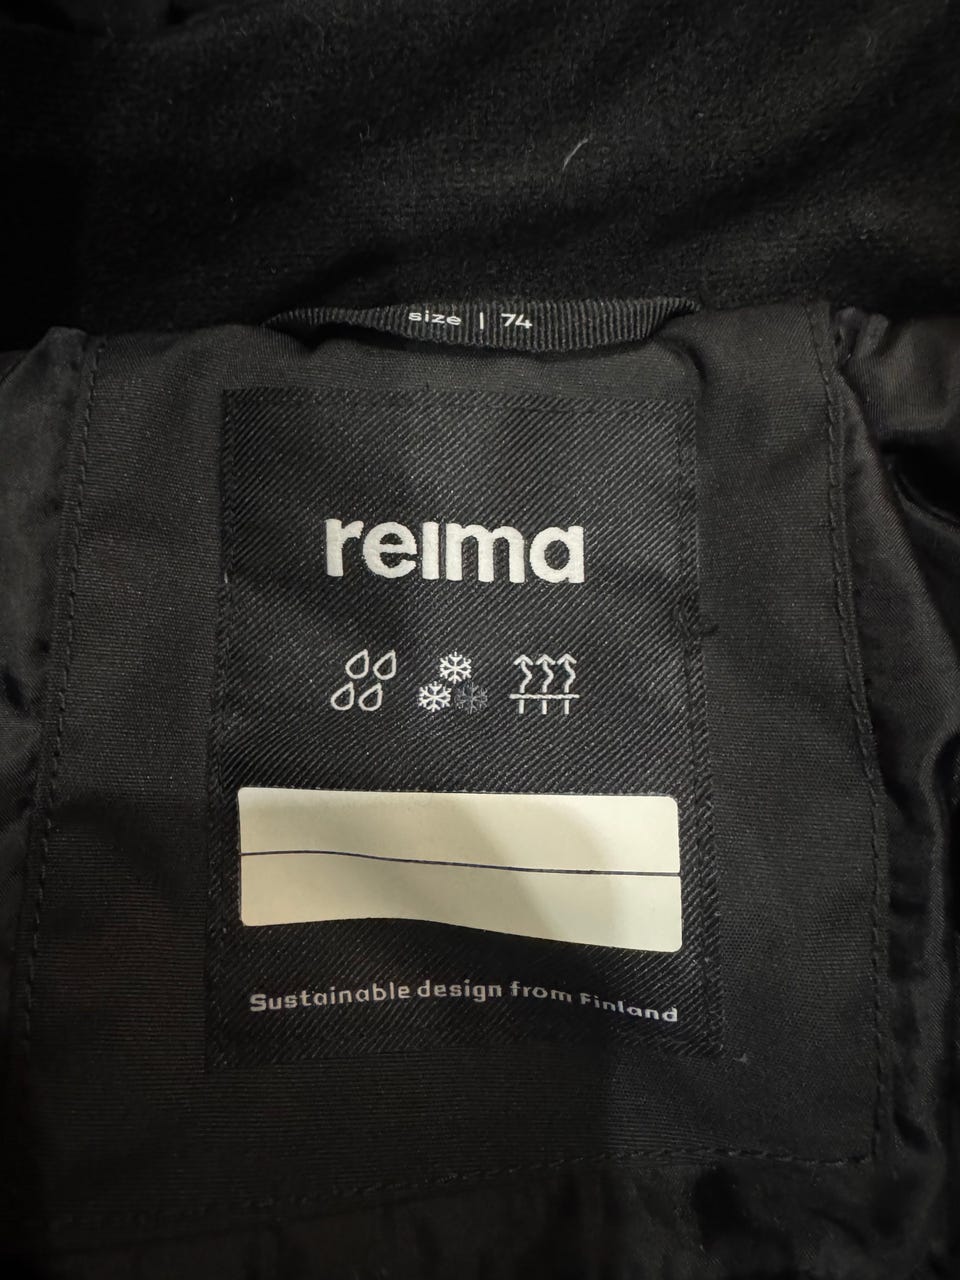 size | 74
reima
Sustainable design from Finland